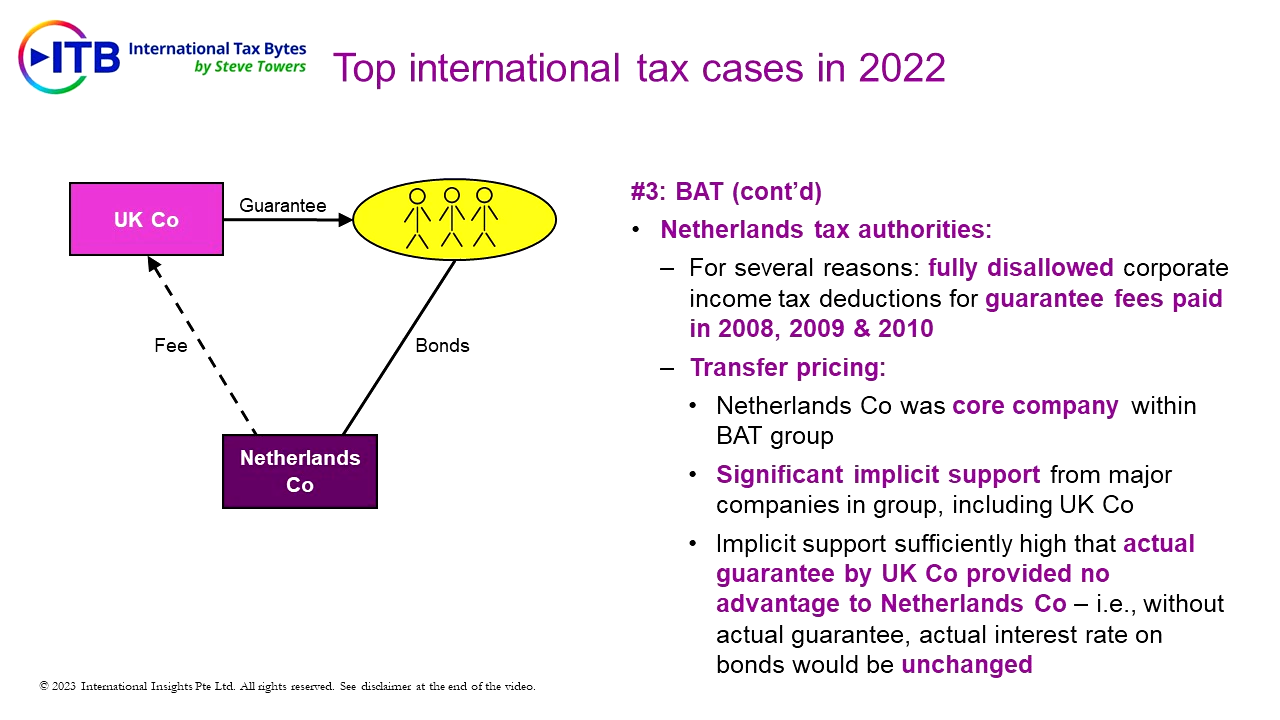 ITB
International Tax Bytes
by Steve Towers
Top international tax cases in 2022
UK Co
Guarantee
Fee
Bonds
Netherlands
Co
#3: BAT (cont’d)
• Netherlands tax authorities:
– For several reasons: fully disallowed corporate
income tax deductions for guarantee fees paid
in 2008, 2009 & 2010
– Transfer pricing:
• Netherlands Co was core company within
BAT group
• Significant implicit support from major
companies in group, including UK Co
• Implicit support sufficiently high that actual
guarantee by UK Co provided no
advantage to Netherlands Co – i.e., without
actual guarantee, actual interest rate on
bonds would be unchanged
© 2023 International Insights Pte Ltd. All rights reserved. See disclaimer at the end of the video.